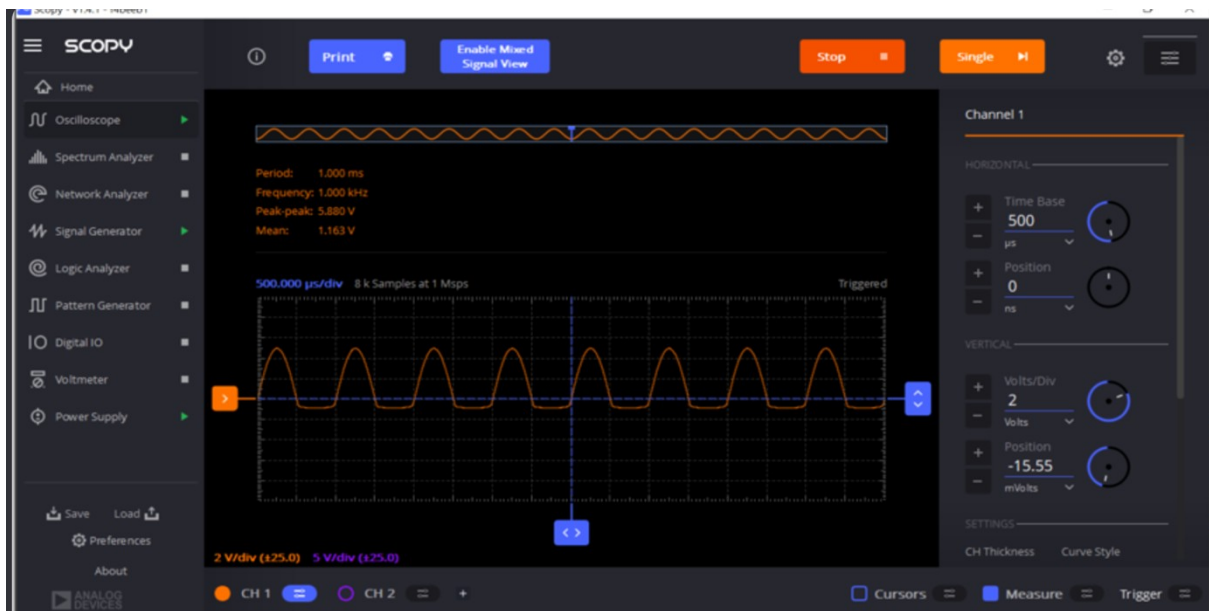 SCOPY
Print
Enable Mixed
Signal View
Stop
Single
Home
Oscilloscope
Spectrum Analyzer
Network Analyzer
Signal Generator
Logic Analyzer
Pattern Generator
Digital IO
Voltmeter
Power Supply
Save Load
Preferences
About
ANALOG
DEVICES
Period: 1.000 ms
Frequency: 1.000 kHz
Peak-peak: 5.880 V
Mean: 1.163 V
500.000 µs/div 8 k Samples at 1 Msps Triggered
2 V/div (±25.0) 5 V/div (±25.0)
CH 1 CH 2 +
Cursors Measure Trigger
Channel 1
HORIZONTAL
Time Base
500
µs
Position
0
ns
VERTICAL
Volts/Div
2
Volts
Position
-15.55
mVolts
SETTINGS
CH Thickness Curve Style